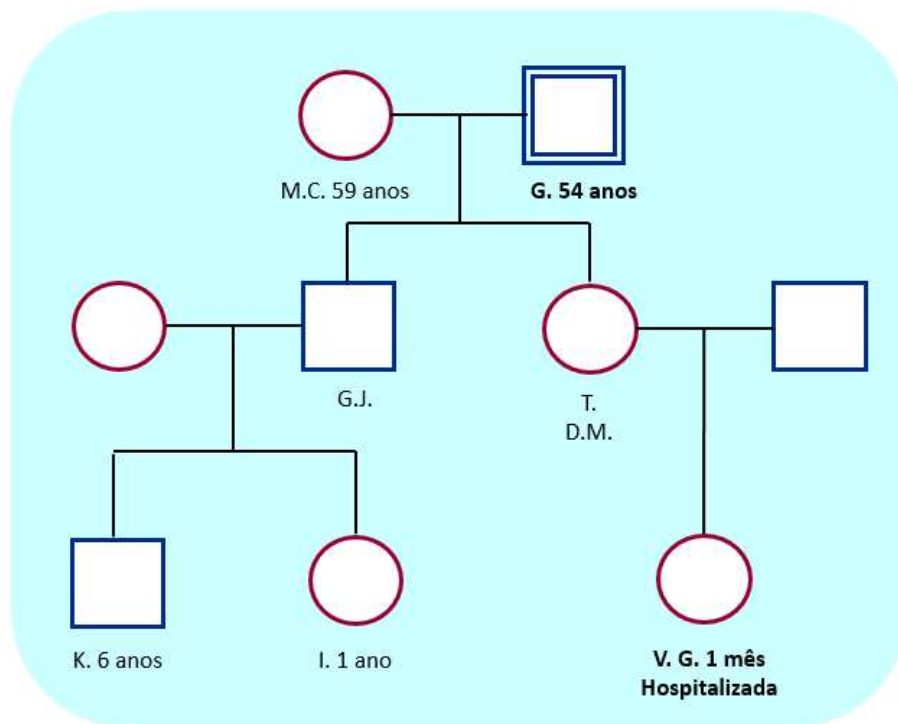 M.C. 59 anos
G. 54 anos
G.J.
T.
D.M.
K. 6 anos
I. 1 ano
V. G. 1 mês
Hospitalizada